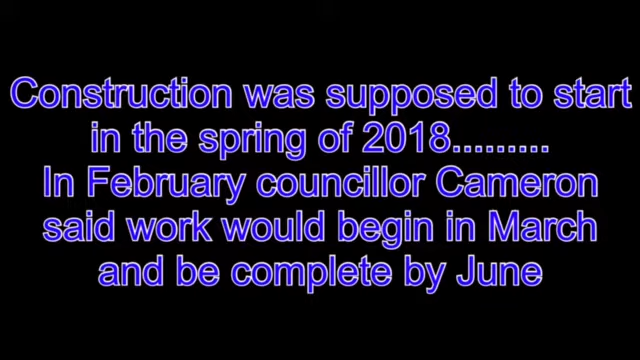 Construction was supposed to start
in the spring of 2018.........
In February councillor Cameron
said work would begin in March
and be complete by June